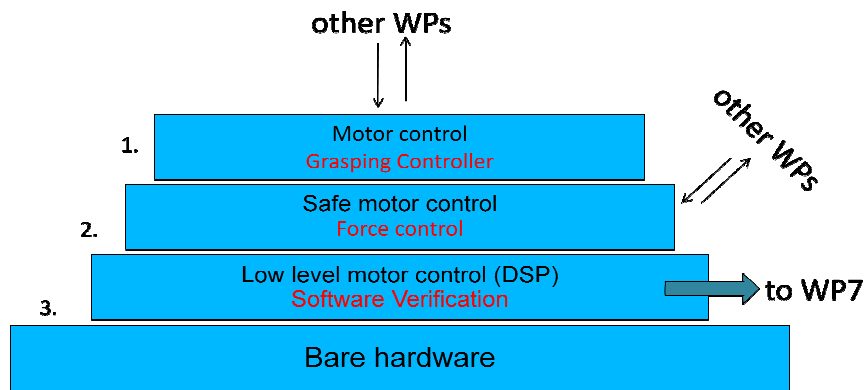 other WPs
other WPs
1.
Motor control
Grasping Controller
2.
Safe motor control
Force control
3.
Low level motor control (DSP)
Software Verification
to WP7
Bare hardware